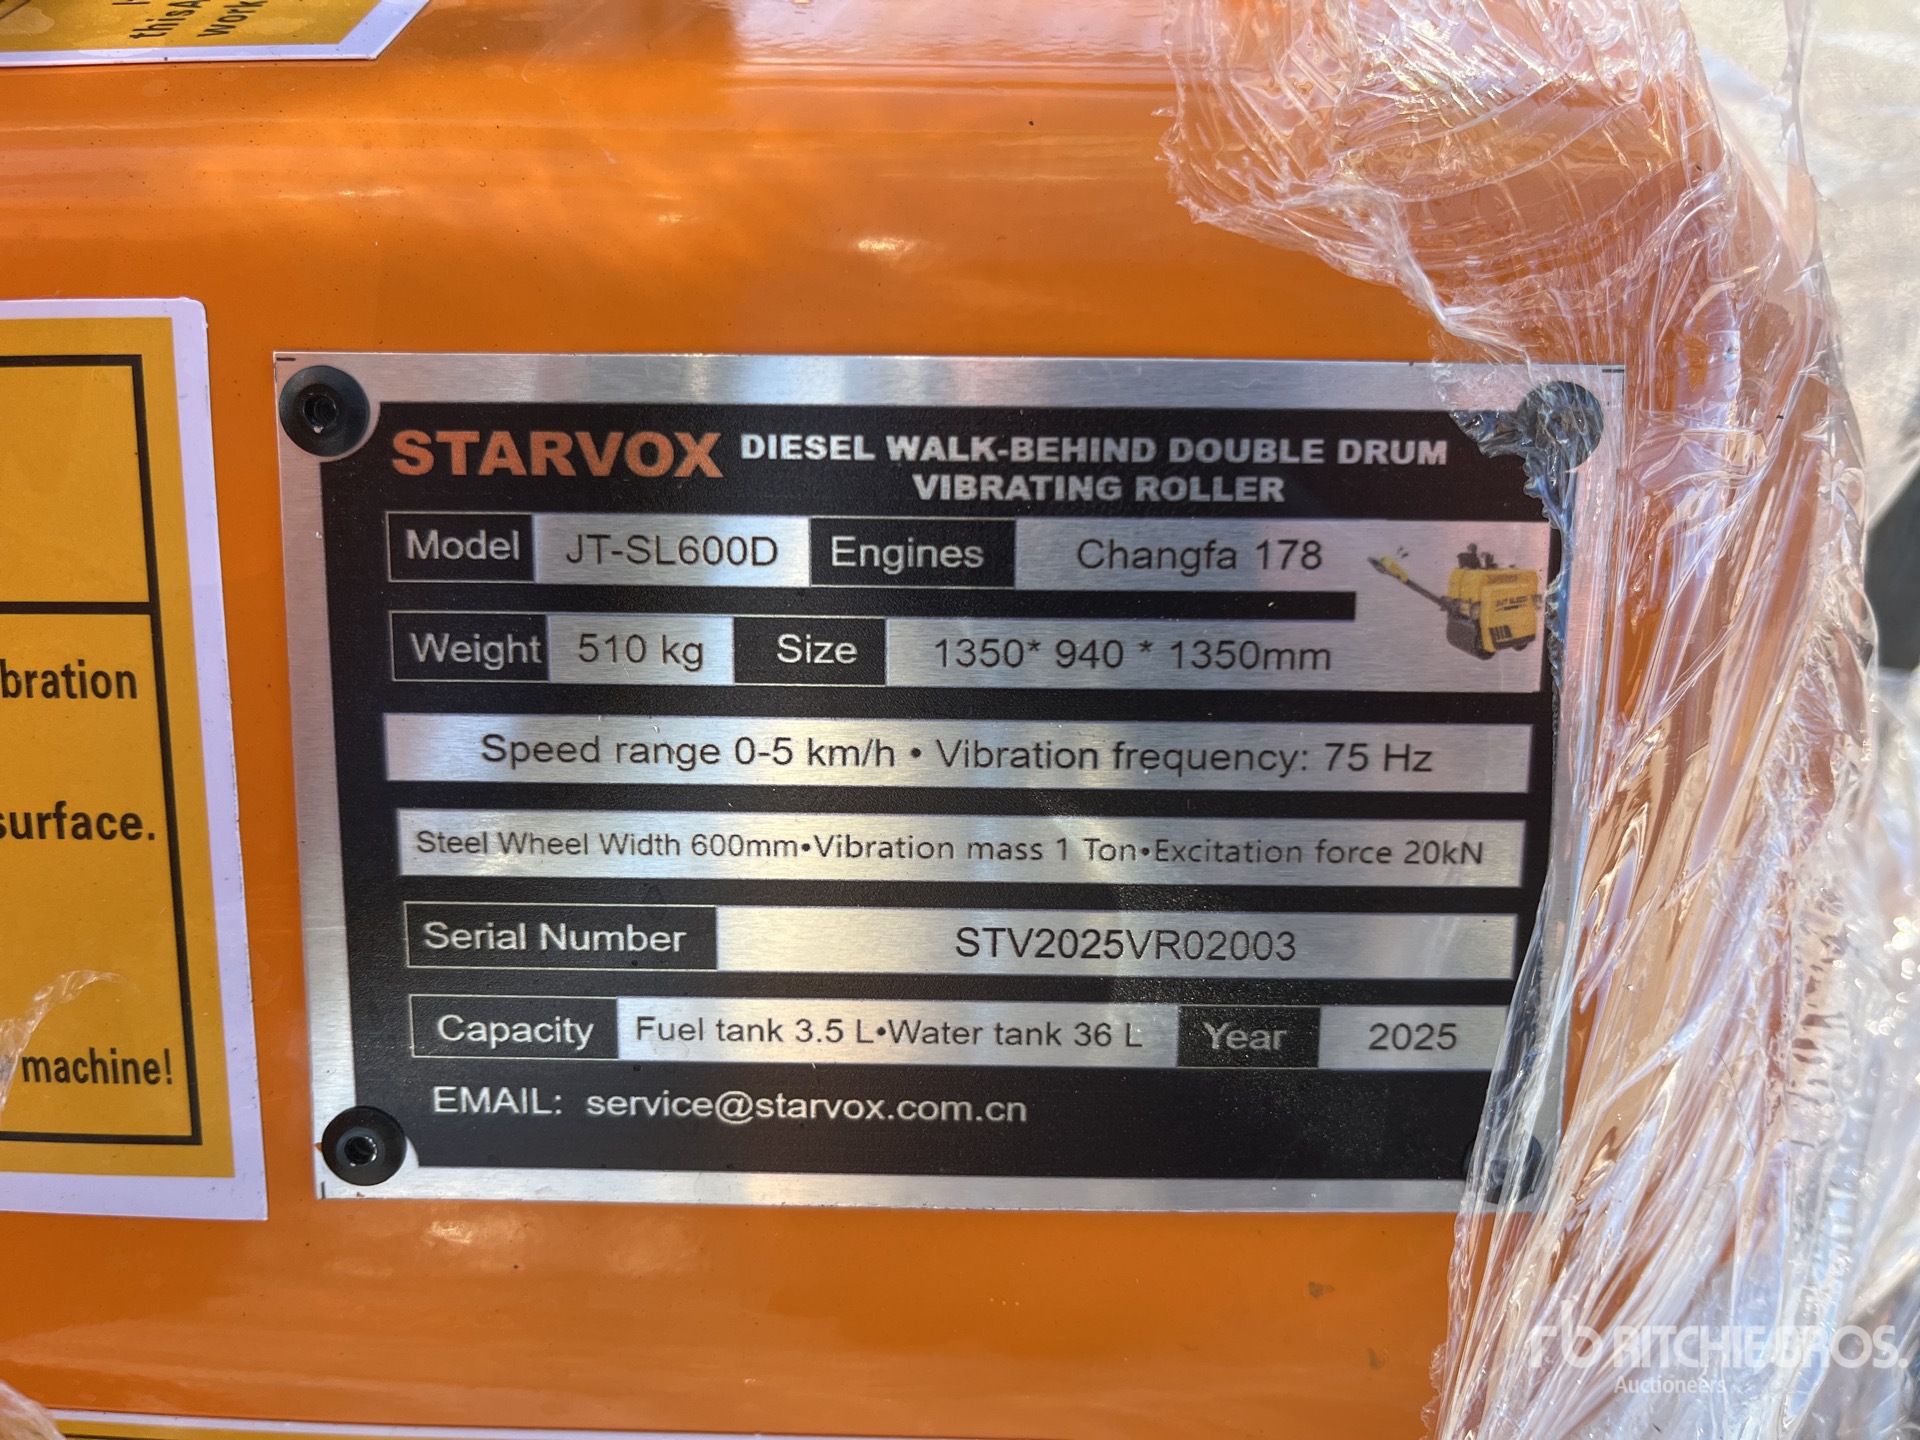 thisA
work
bration
surface.
machine!
STARVOX DIESEL WALK-BEHIND DOUBLE DRUM
VIBRATING ROLLER
Model JT-SL600D Engines Changfa 178
Weight 510 kg Size 1350* 940 * 1350mm
Speed range 0-5 km/h • Vibration frequency: 75 Hz
Steel Wheel Width 600mm•Vibration mass 1 Ton•Excitation force 20kN
Serial Number STV2025VR02003
Capacity Fuel tank 3.5 L•Water tank 36 L Year 2025
EMAIL: service@starvox.com.cn
rb RITCHIE BROS.
Auctioneers